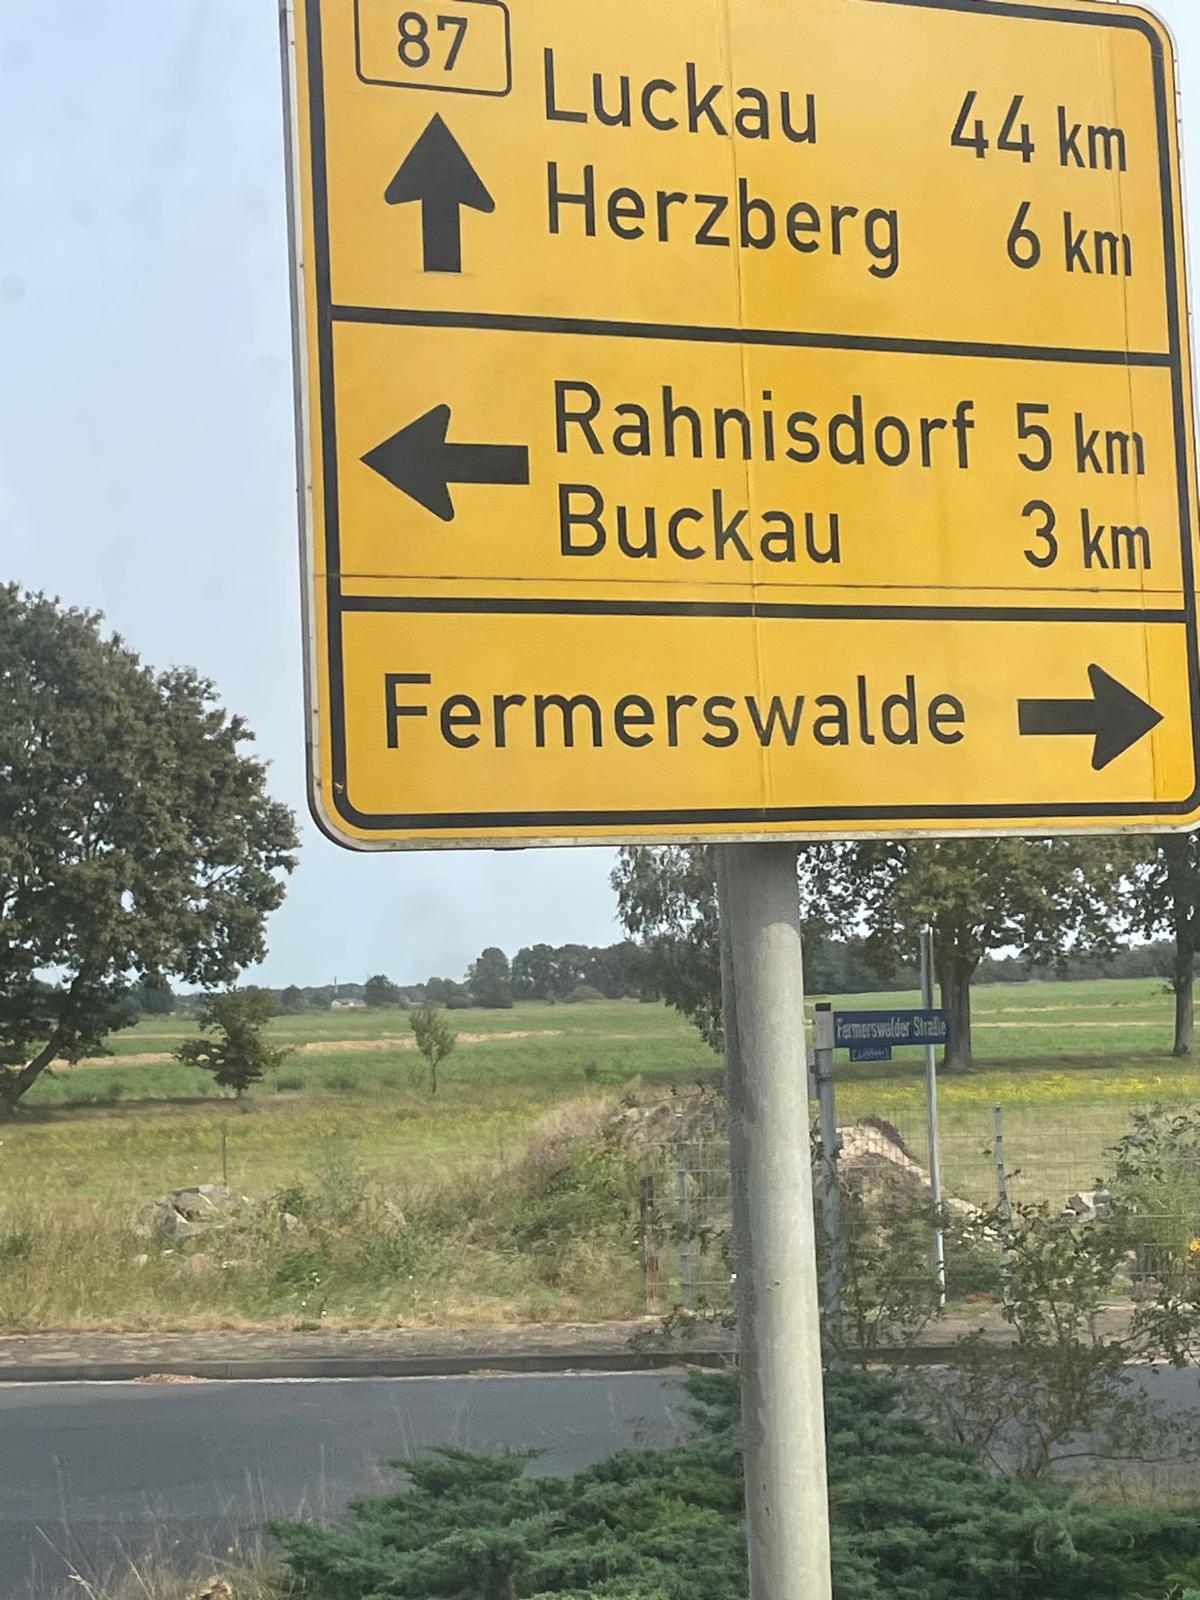 87
Luckau 44 km
Herzberg 6 km
Rahnisdorf 5 km
Buckau 3 km
Fermerswalde
Fermerswalder Straße